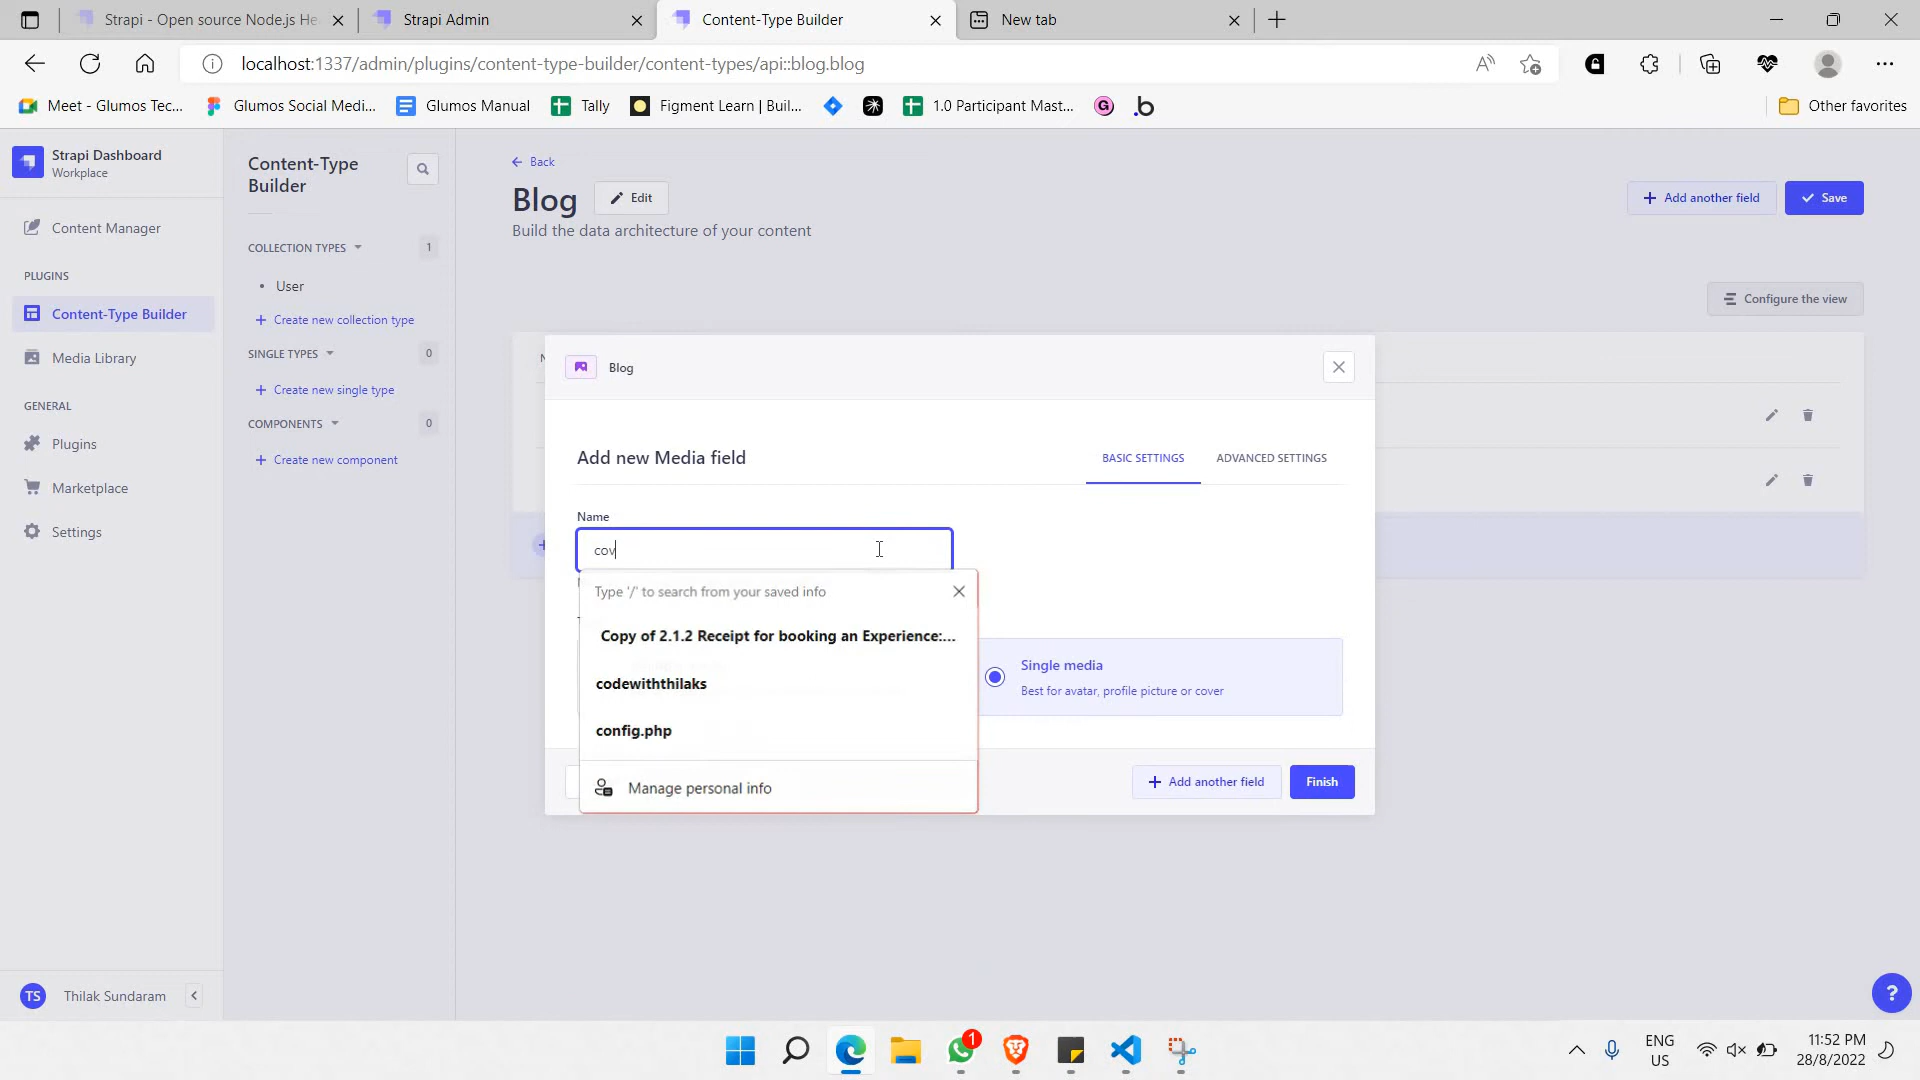 Strapi - Open source Node.js He
Strapi Admin
Content-Type Builder
New tab
localhost:1337/admin/plugins/content-type-builder/content-types/api::blog.blog
Meet - Glumos Tec...
Glumos Social Medi...
Glumos Manual
Tally
Figment Learn | Buil...
1.0 Participant Mast...
G
.b
Other favorites
Strapi Dashboard
Workplace
Content Manager
PLUGINS
Content-Type Builder
Media Library
GENERAL
Plugins
Marketplace
Settings
TS
Thilak Sundaram
Content-Type
Builder
COLLECTION TYPES
1
User
Create new collection type
SINGLE TYPES
0
Create new single type
COMPONENTS
0
Create new component
Back
Blog
Edit
Build the data architecture of your content
Add another field
Save
Configure the view
Blog
Add new Media field
BASIC SETTINGS
ADVANCED SETTINGS
Name
cov
Type '/' to search from your saved info
Copy of 2.1.2 Receipt for booking an Experience:...
codewiththilaks
config.php
Manage personal info
Single media
Best for avatar, profile picture or cover
Add another field
Finish
?
1
ENG
US
11:52 PM
28/8/2022